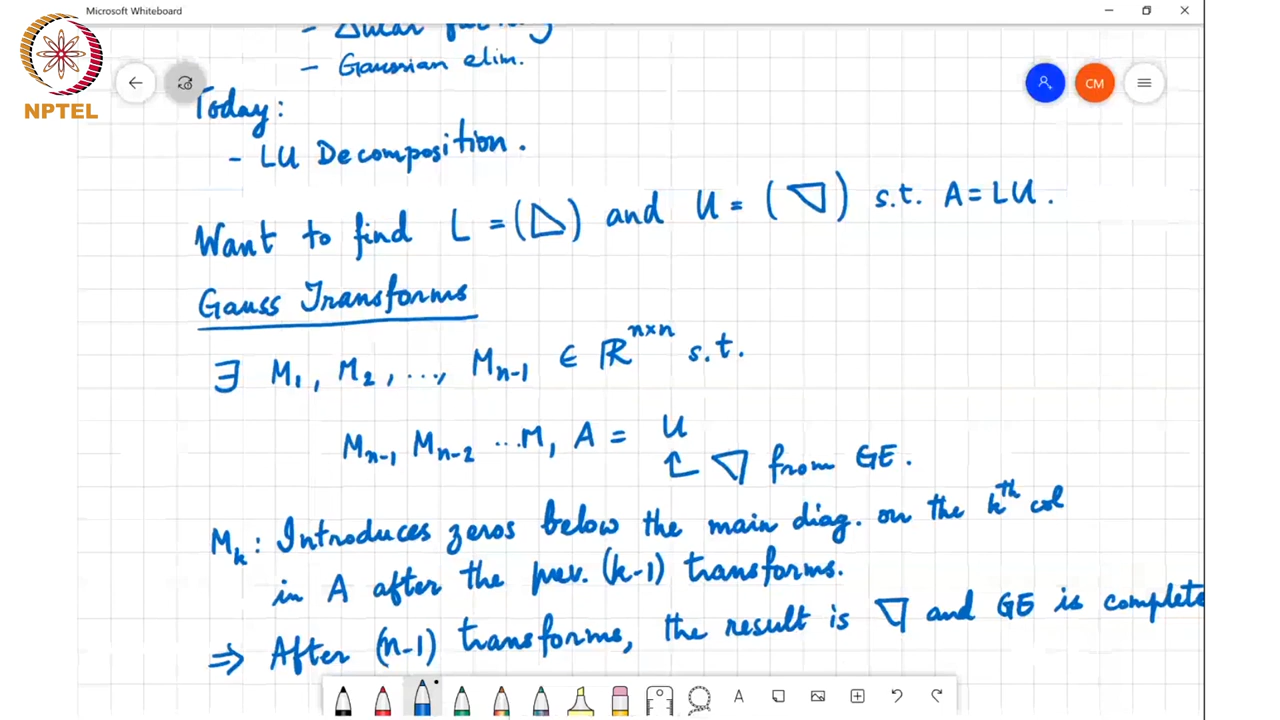 Microsoft Whiteboard
NPTEL
CM
- Gaussian elim.
Today:
- LU Decomposition.
Want to find L = (◺) and U = (▽) s.t. A = LU.
Gauss Transforms
∃ M₁, M₂, ..., Mₙ₋₁ ∈ ℝⁿˣⁿ s.t.
Mₙ₋₁ Mₙ₋₂ ...M, A = U
▽ from GE.
Mₖ: Introduces zeros below the main diag. on the kᵗʰ col
in A after the prev. (k-1) transforms.
⇒ After (n-1) transforms, the result is ▽ and GE is complete